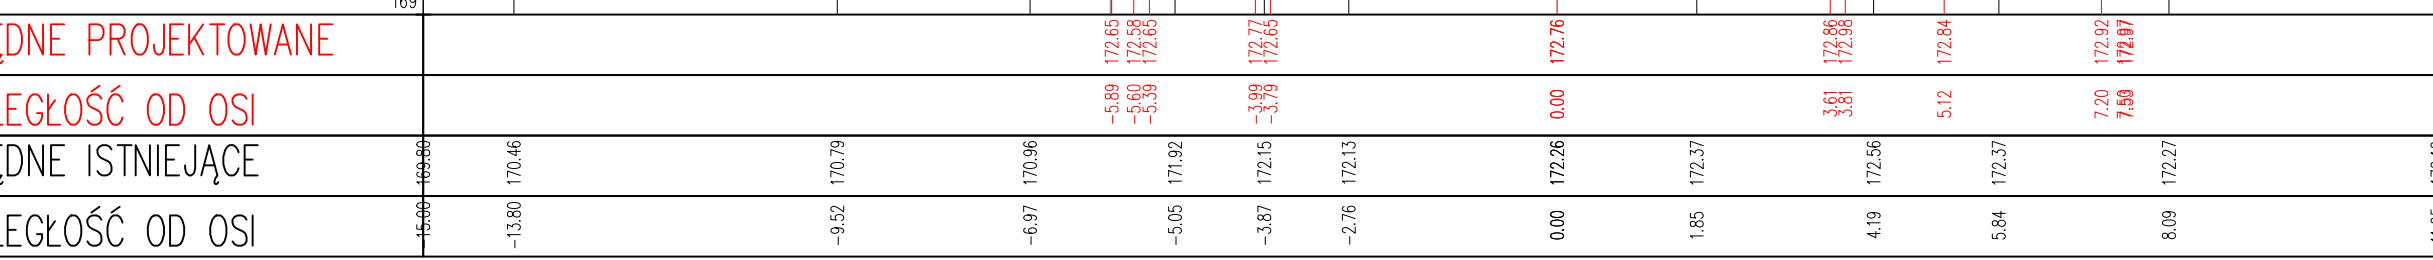 169
ĘDNE PROJEKTOWANE 172.65 172.58 172.65 172.77 172.65 172.76 172.86 172.98 172.84 172.92 172.97
LEGŁOŚĆ OD OSI -5.89 -5.60 -5.39 -3.99 -3.79 0.00 3.61 3.81 5.12 7.20
ĘDNE ISTNIEJĄCE 169.80 170.46 170.79 170.96 171.92 172.15 172.13 172.26 172.37 172.56 172.37 172.27
LEGŁOŚĆ OD OSI -15.00 -13.80 -9.52 -6.97 -5.05 -3.87 -2.76 0.00 1.85 4.19 5.84 8.09